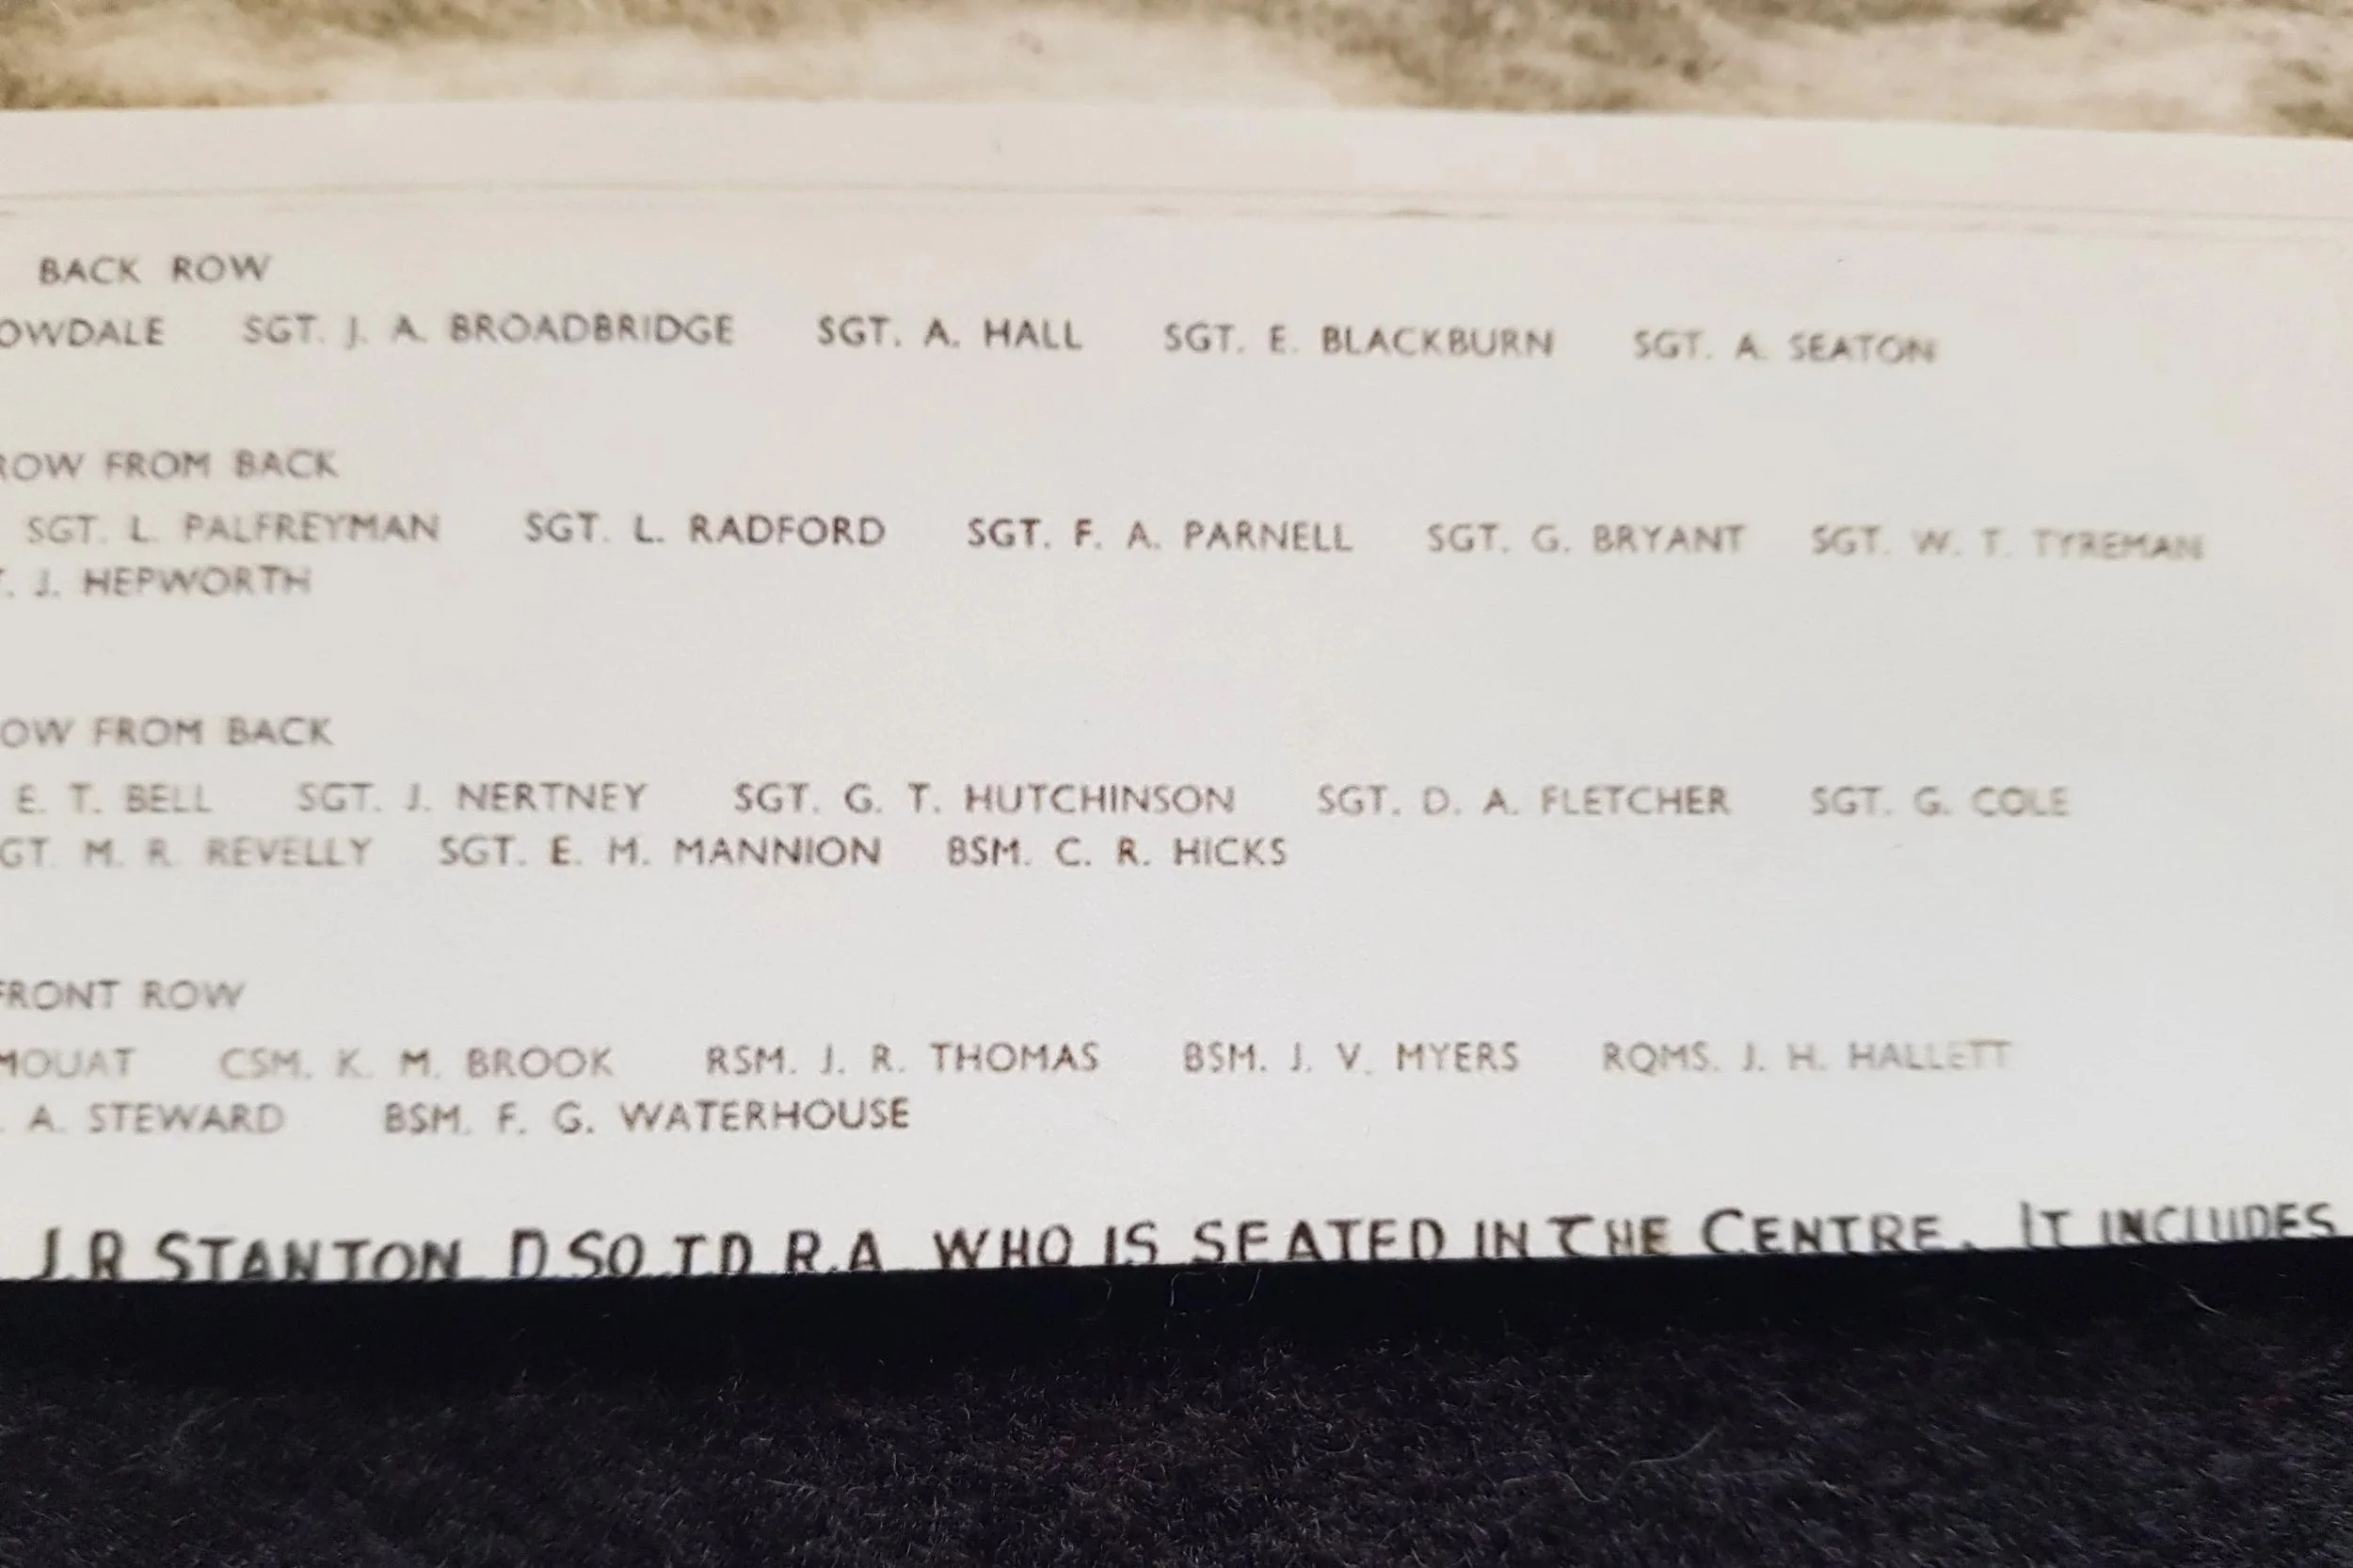 BACK ROW
OWDALE SGT. J. A. BROADBRIDGE SGT. A. HALL SGT. E. BLACKBURN SGT. A. SEATON
ROW FROM BACK
SGT. L. PALFREYMAN SGT. L. RADFORD SGT. F. A. PARNELL SGT. G. BRYANT SGT. W. T. TYREMAN
T. J. HEPWORTH
OW FROM BACK
E. T. BELL SGT. J. NERTNEY SGT. G. T. HUTCHINSON SGT. D. A. FLETCHER SGT. G. COLE
GT. M. R. REVELLY SGT. E. M. MANNION BSM. C. R. HICKS
FRONT ROW
MOUAT CSM. K. M. BROOK RSM. J. R. THOMAS BSM. J. V. MYERS RQMS. J. H. HALLETT
. A. STEWARD BSM. F. G. WATERHOUSE
J.R STANTON D SO T.D R.A WHO IS SEATED IN THE CENTRE. IT INCLUDES